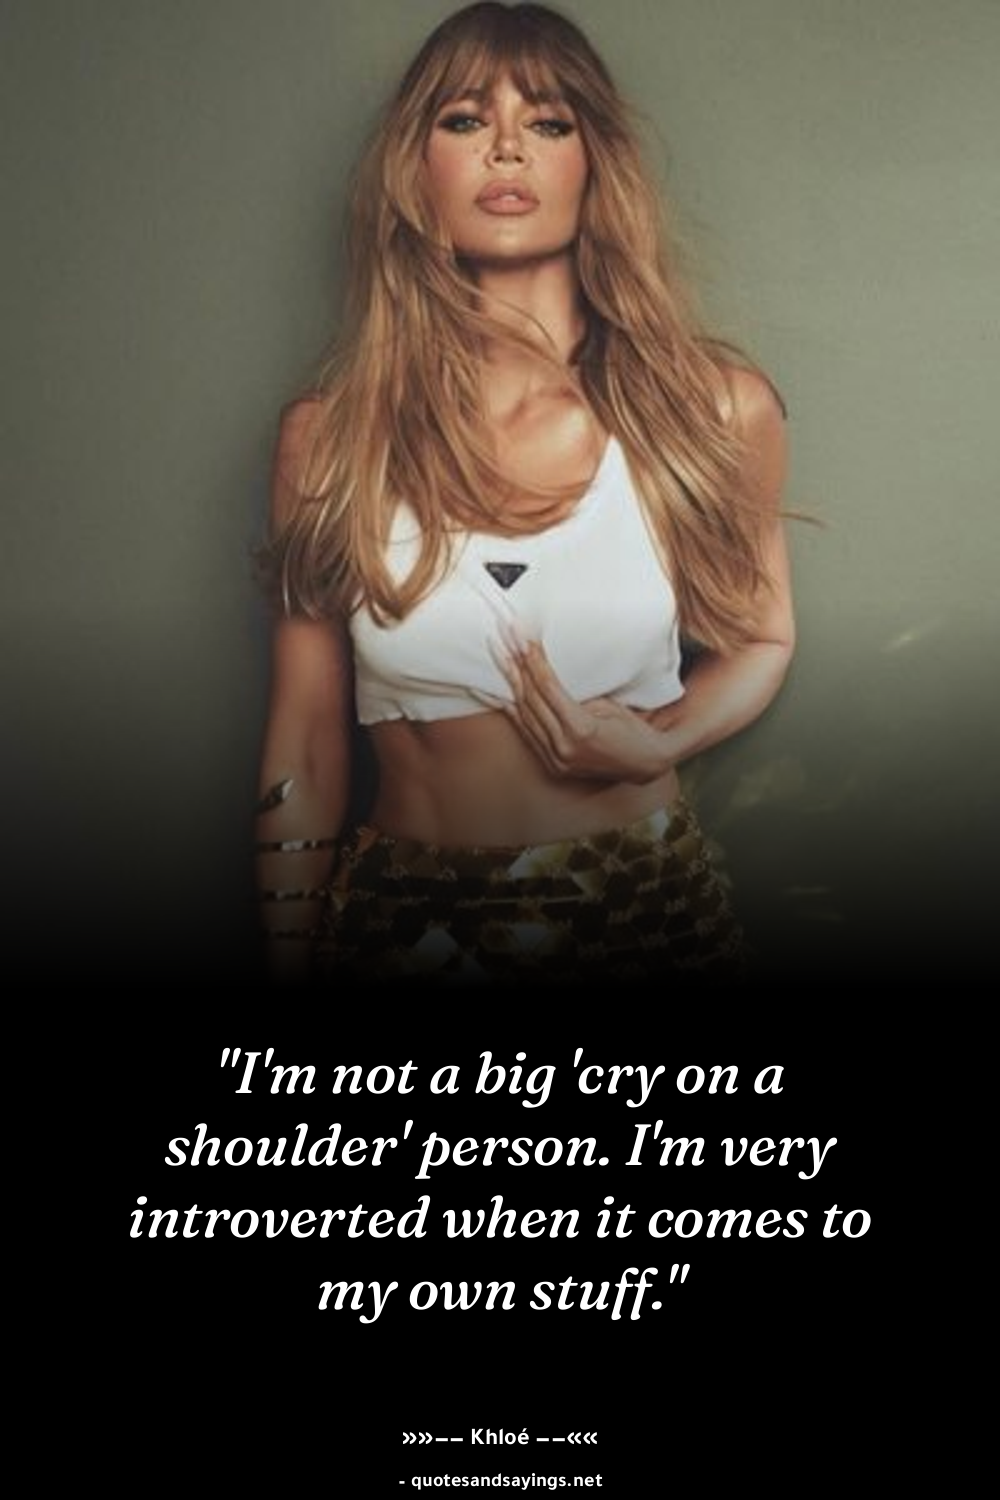 "I'm not a big 'cry on a
shoulder' person. I'm very
introverted when it comes to
my own stuff."
»»−− Khloé −−««
- quotesandsayings.net